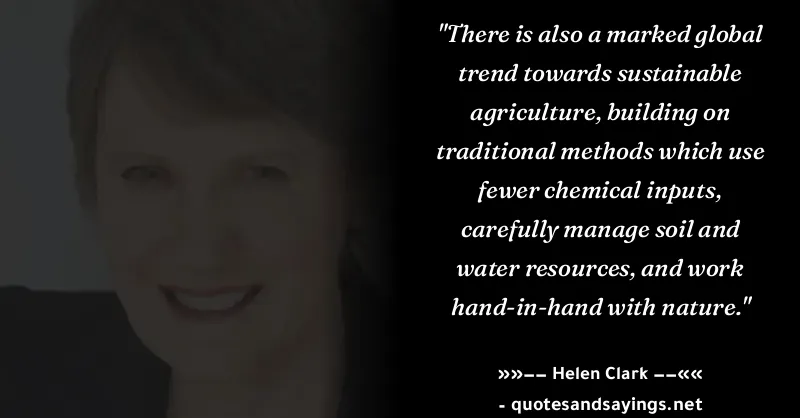 "There is also a marked global
trend towards sustainable
agriculture, building on
traditional methods which use
fewer chemical inputs,
carefully manage soil and
water resources, and work
hand-in-hand with nature."
»»−− Helen Clark −−««
- quotesandsayings.net